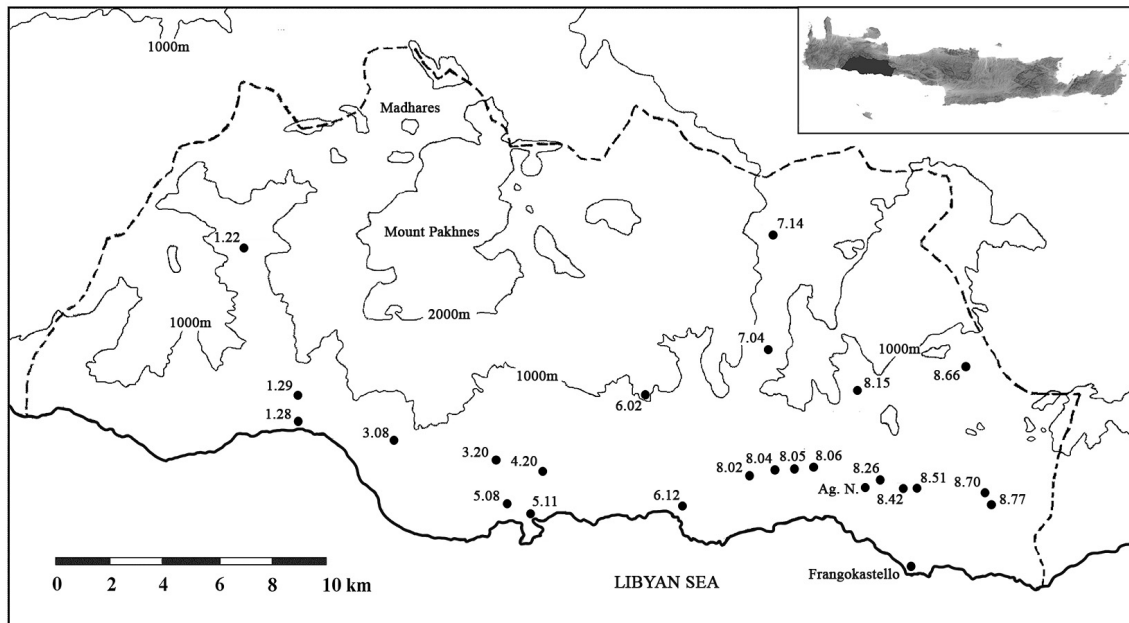 1000m
Madhares
7.14
1.22
Mount Pakhnes
2000m
1000m
7.04
1000m
1000m
8.66
8.15
6.02
1.29
1.28
3.08
3.20
4.20
8.02
8.04
8.05
8.06
8.26
Ag. N.
8.42
8.51
8.70
8.77
5.08
5.11
6.12
Frangokastello
LIBYAN SEA
0 2 4 6 8 10 km